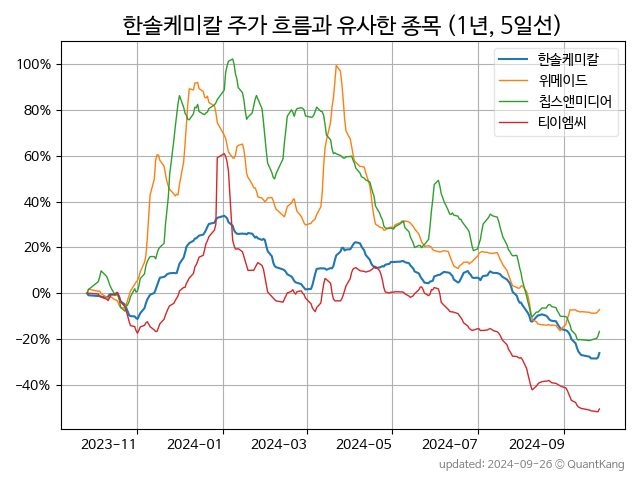 한솔케미칼 주가 흐름과 유사한 종목 (1년, 5일선)
한솔케미칼
위메이드
칩스앤미디어
티이엠씨
100%
80%
60%
40%
20%
0%
−20%
−40%
2023-11 2024-01 2024-03 2024-05 2024-07 2024-09
updated: 2024-09-26 © QuantKang